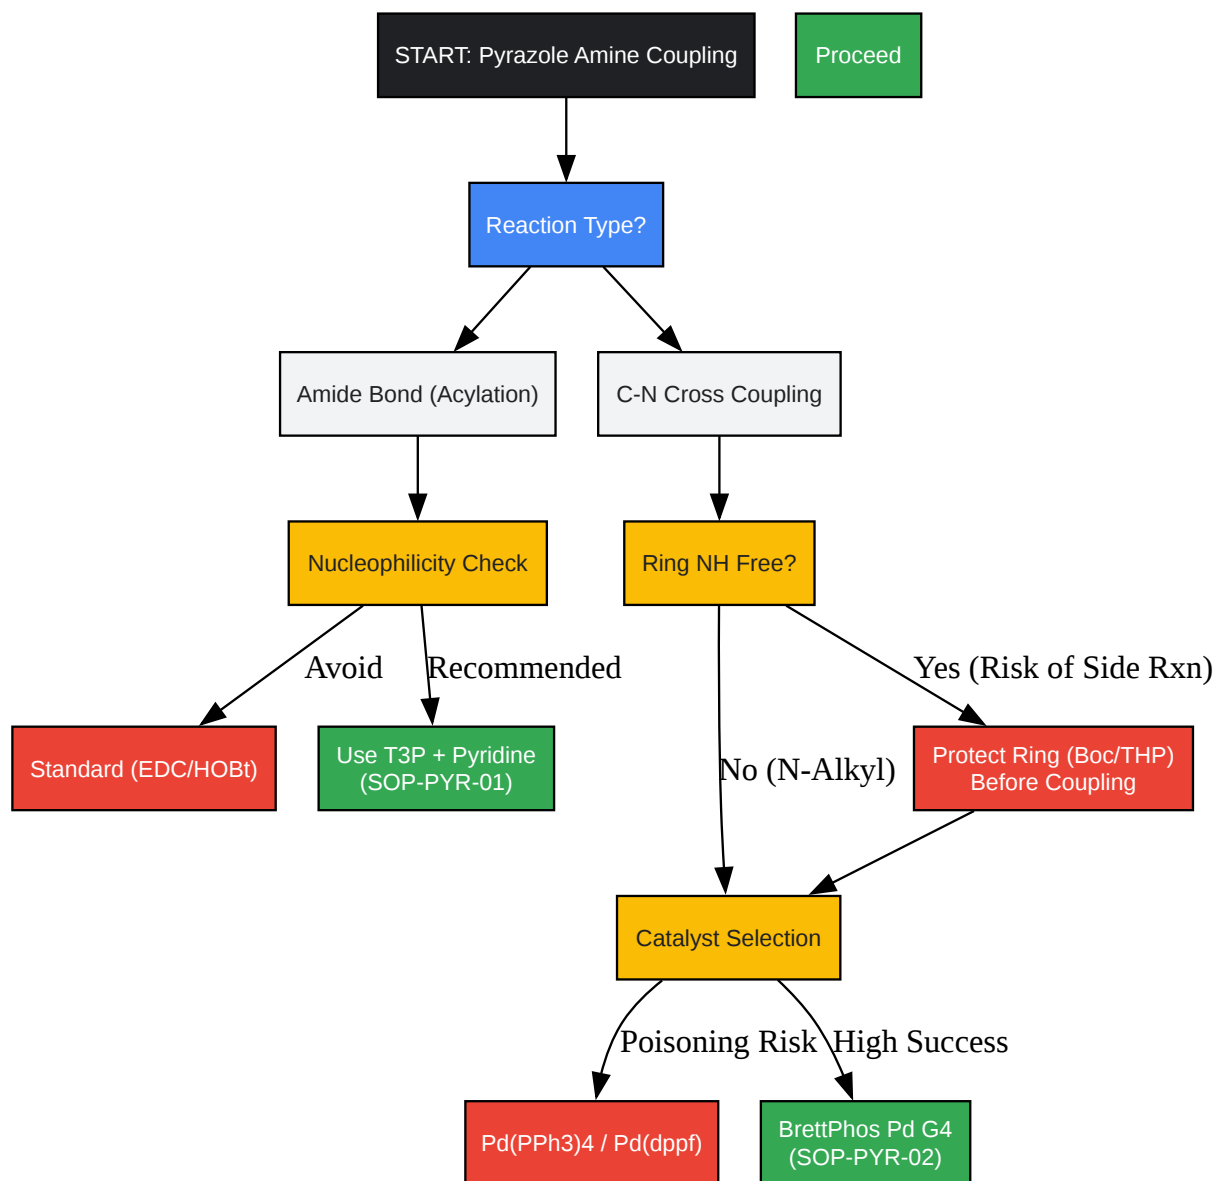 START: Pyrazole Amine Coupling
Proceed
Reaction Type?
Amide Bond (Acylation)
C-N Cross Coupling
Nucleophilicity Check
Ring NH Free?
Avoid
Recommended
Yes (Risk of Side Rxn)
Standard (EDC/HOBt)
Use T3P + Pyridine
(SOP-PYR-01)
No (N-Alkyl)
Protect Ring (Boc/THP)
Before Coupling
Catalyst Selection
Poisoning Risk
High Success
Pd(PPh3)4 / Pd(dppf)
BrettPhos Pd G4
(SOP-PYR-02)